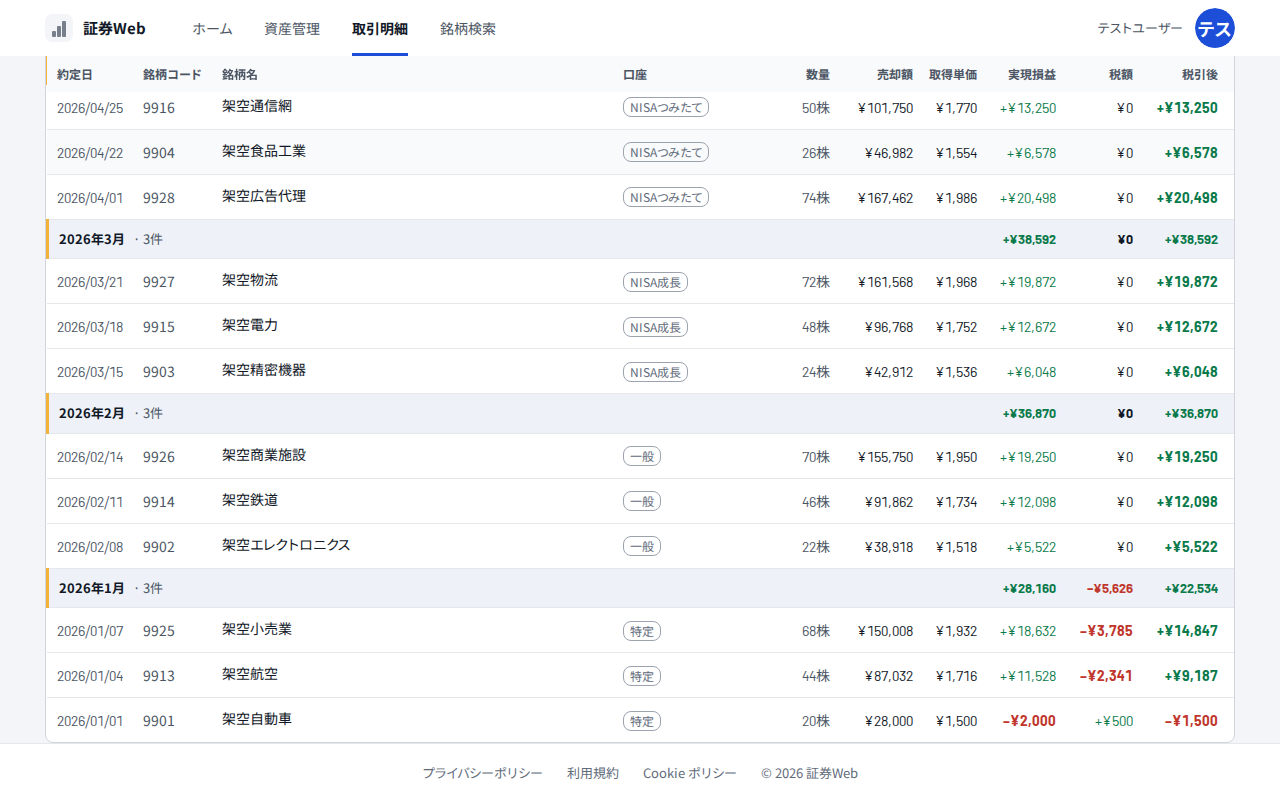 証券Web ホーム 資産管理 取引明細 銘柄検索 テストユーザー テス
約定日 銘柄コード 銘柄名 口座 数量 売却額 取得単価 実現損益 税額 税引後
2026/04/25 9916 架空通信網 NISAつみたて 50株 ¥101,750 ¥1,770 +¥13,250 ¥0 +¥13,250
2026/04/22 9904 架空食品工業 NISAつみたて 26株 ¥46,982 ¥1,554 +¥6,578 ¥0 +¥6,578
2026/04/01 9928 架空広告代理 NISAつみたて 74株 ¥167,462 ¥1,986 +¥20,498 ¥0 +¥20,498
2026年3月 · 3件 +¥38,592 ¥0 +¥38,592
2026/03/21 9927 架空物流 NISA成長 72株 ¥161,568 ¥1,968 +¥19,872 ¥0 +¥19,872
2026/03/18 9915 架空電力 NISA成長 48株 ¥96,768 ¥1,752 +¥12,672 ¥0 +¥12,672
2026/03/15 9903 架空精密機器 NISA成長 24株 ¥42,912 ¥1,536 +¥6,048 ¥0 +¥6,048
2026年2月 · 3件 +¥36,870 ¥0 +¥36,870
2026/02/14 9926 架空商業施設 一般 70株 ¥155,750 ¥1,950 +¥19,250 ¥0 +¥19,250
2026/02/11 9914 架空鉄道 一般 46株 ¥91,862 ¥1,734 +¥12,098 ¥0 +¥12,098
2026/02/08 9902 架空エレクトロニクス 一般 22株 ¥38,918 ¥1,518 +¥5,522 ¥0 +¥5,522
2026年1月 · 3件 +¥28,160 −¥5,626 +¥22,534
2026/01/07 9925 架空小売業 特定 68株 ¥150,008 ¥1,932 +¥18,632 −¥3,785 +¥14,847
2026/01/04 9913 架空航空 特定 44株 ¥87,032 ¥1,716 +¥11,528 −¥2,341 +¥9,187
2026/01/01 9901 架空自動車 特定 20株 ¥28,000 ¥1,500 −¥2,000 +¥500 −¥1,500
プライバシーポリシー 利用規約 Cookie ポリシー © 2026 証券Web